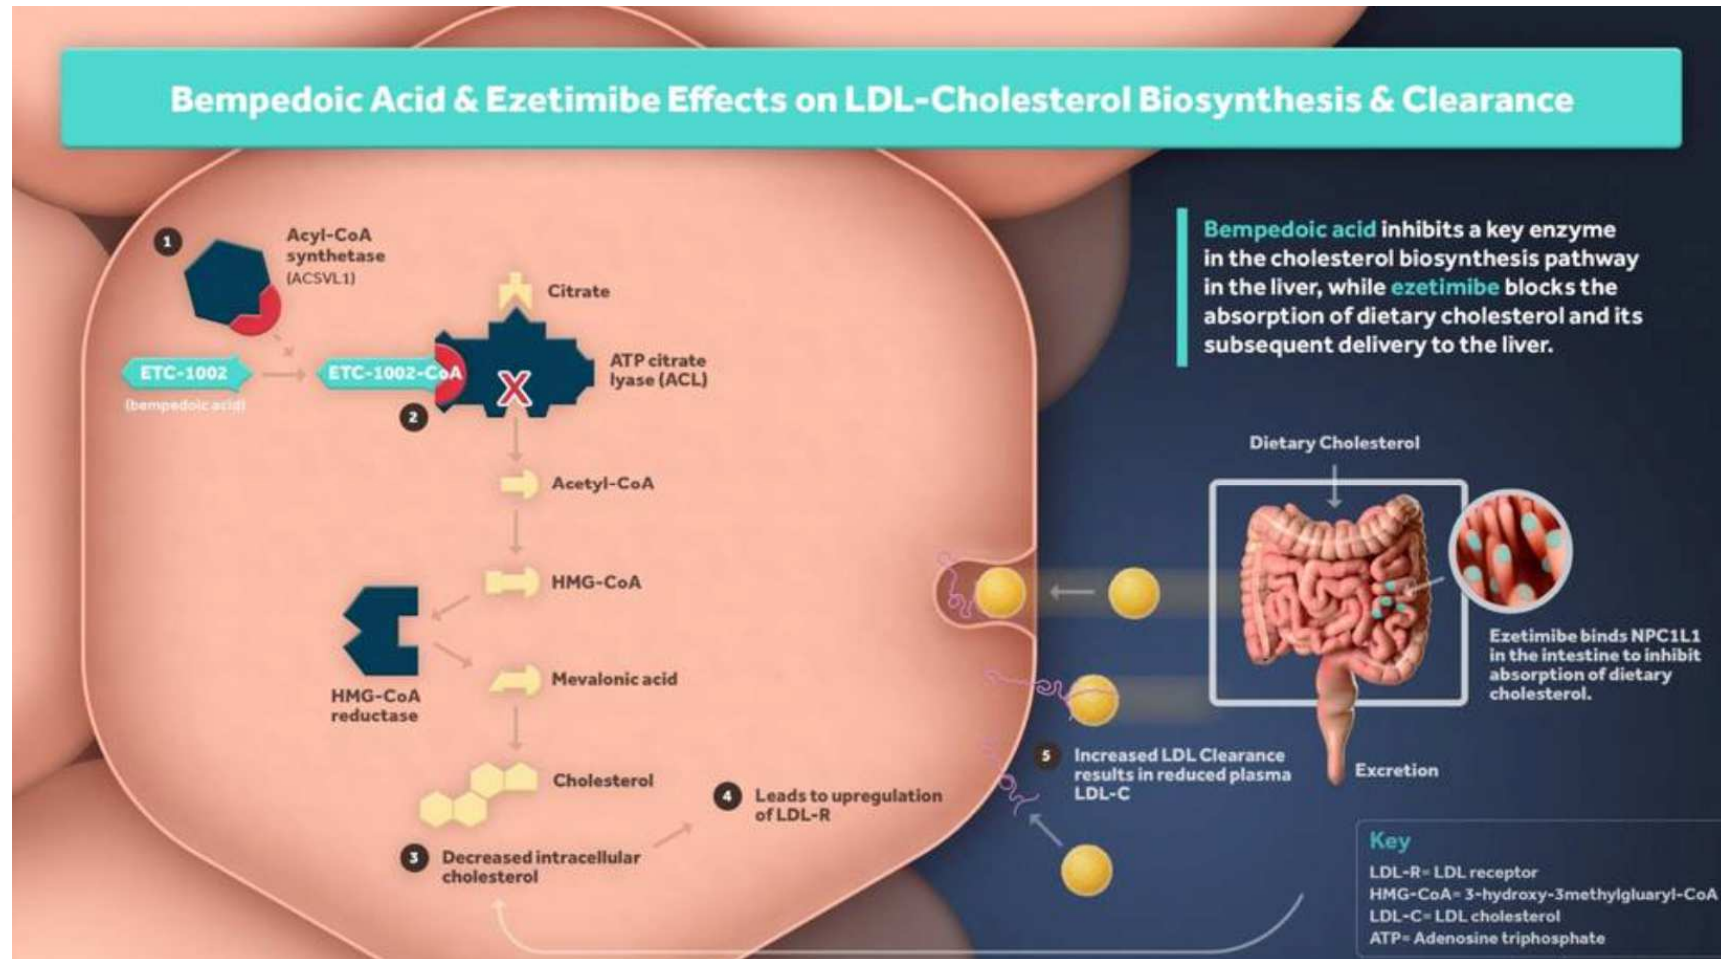 Bempedoic Acid & Ezetimibe Effects on LDL-Cholesterol Biosynthesis & Clearance
1
Acyl-CoA
synthetase
(ACSVL1)
Citrate
ATP citrate
lyase (ACL)
ETC-1002
(bempedoic acid)
ETC-1002-CoA
X
2
Acetyl-CoA
HMG-CoA
HMG-CoA
reductase
Mevalonic acid
Cholesterol
3
Decreased intracellular
cholesterol
4
Leads to upregulation
of LDL-R
5
Increased LDL Clearance
results in reduced plasma
LDL-C
Bempedoic acid inhibits a key enzyme
in the cholesterol biosynthesis pathway
in the liver, while ezetimibe blocks the
absorption of dietary cholesterol and its
subsequent delivery to the liver.
Dietary Cholesterol
Ezetimibe binds NPC1L1
in the intestine to inhibit
absorption of dietary
cholesterol.
Excretion
Key
LDL-R= LDL receptor
HMG-CoA= 3-hydroxy-3methylgluaryl-CoA
LDL-C= LDL cholesterol
ATP= Adenosine triphosphate